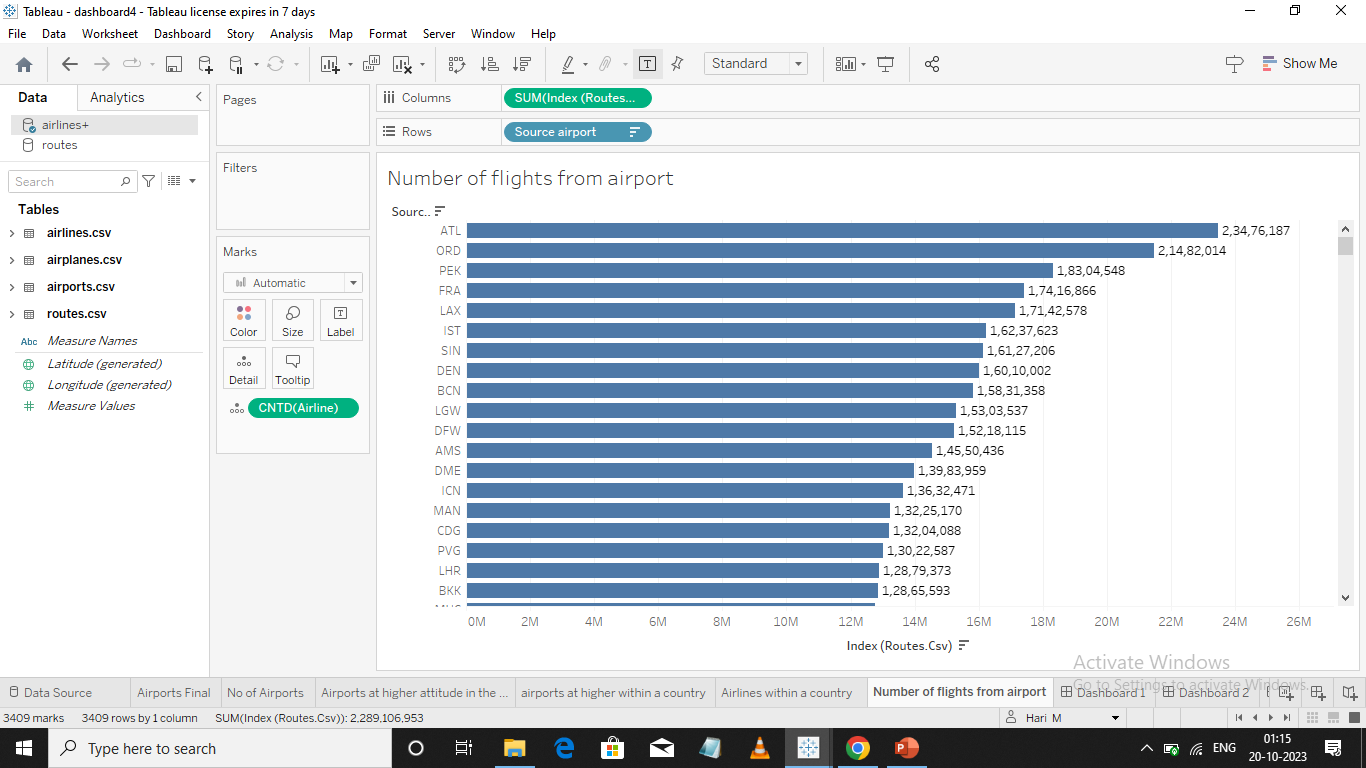 Tableau - dashboard4 - Tableau license expires in 7 days
File Data Worksheet Dashboard Story Analysis Map Format Server Window Help
Standard
Show Me
Data Analytics
airlines+
routes
Search
Tables
airlines.csv
airplanes.csv
airports.csv
routes.csv
Abc Measure Names
Latitude (generated)
Longitude (generated)
# Measure Values
Pages
Filters
Marks
Automatic
Color Size Label
Detail Tooltip
CNTD(Airline)
Columns SUM(Index (Routes...
Rows Source airport
Number of flights from airport
Sourc..
ATL 2,34,76,187
ORD 2,14,82,014
PEK 1,83,04,548
FRA 1,74,16,866
LAX 1,71,42,578
IST 1,62,37,623
SIN 1,61,27,206
DEN 1,60,10,002
BCN 1,58,31,358
LGW 1,53,03,537
DFW 1,52,18,115
AMS 1,45,50,436
DME 1,39,83,959
ICN 1,36,32,471
MAN 1,32,25,170
CDG 1,32,04,088
PVG 1,30,22,587
LHR 1,28,79,373
BKK 1,28,65,593
0M 2M 4M 6M 8M 10M 12M 14M 16M 18M 20M 22M 24M 26M
Index (Routes.Csv)
Activate Windows
Go to Settings to activate Windows.
Data Source Airports Final No of Airports Airports at higher attitude in the ... airports at higher within a country Airlines within a country Number of flights from airport Dashboard 1 Dashboard 2
3409 marks 3409 rows by 1 column SUM(Index (Routes.Csv)): 2,289,106,953 Hari M
Type here to search
ENG
01:15
20-10-2023